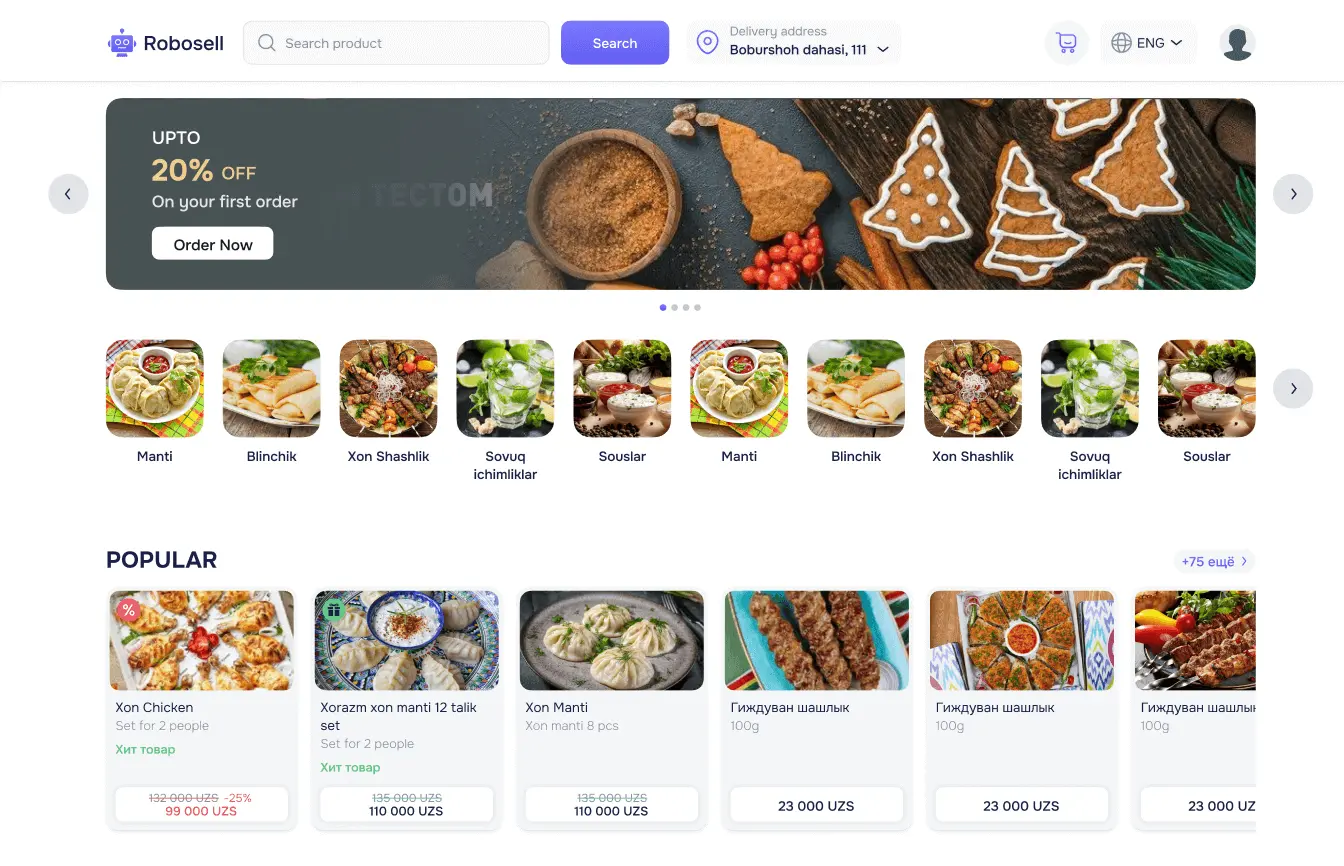 Robosell
Search product
Search
Delivery address
Boburshoh dahasi, 111
ENG
UPTO
20% OFF
On your first order
Order Now
ТЕСТОМ
Manti
Blinchik
Xon Shashlik
Sovuq
ichimliklar
Souslar
Manti
Blinchik
Xon Shashlik
Sovuq
ichimliklar
Souslar
POPULAR
+75 ещё
%
Xon Chicken
Set for 2 people
Хит товар
132 000 UZS -25%
99 000 UZS
Xorazm xon manti 12 talik
set
Set for 2 people
Хит товар
135 000 UZS
110 000 UZS
Xon Manti
Xon manti 8 pcs
135 000 UZS
110 000 UZS
Гиждуван шашлык
100g
23 000 UZS
Гиждуван шашлык
100g
23 000 UZS
Гиждуван шашлык
100g
23 000 UZ